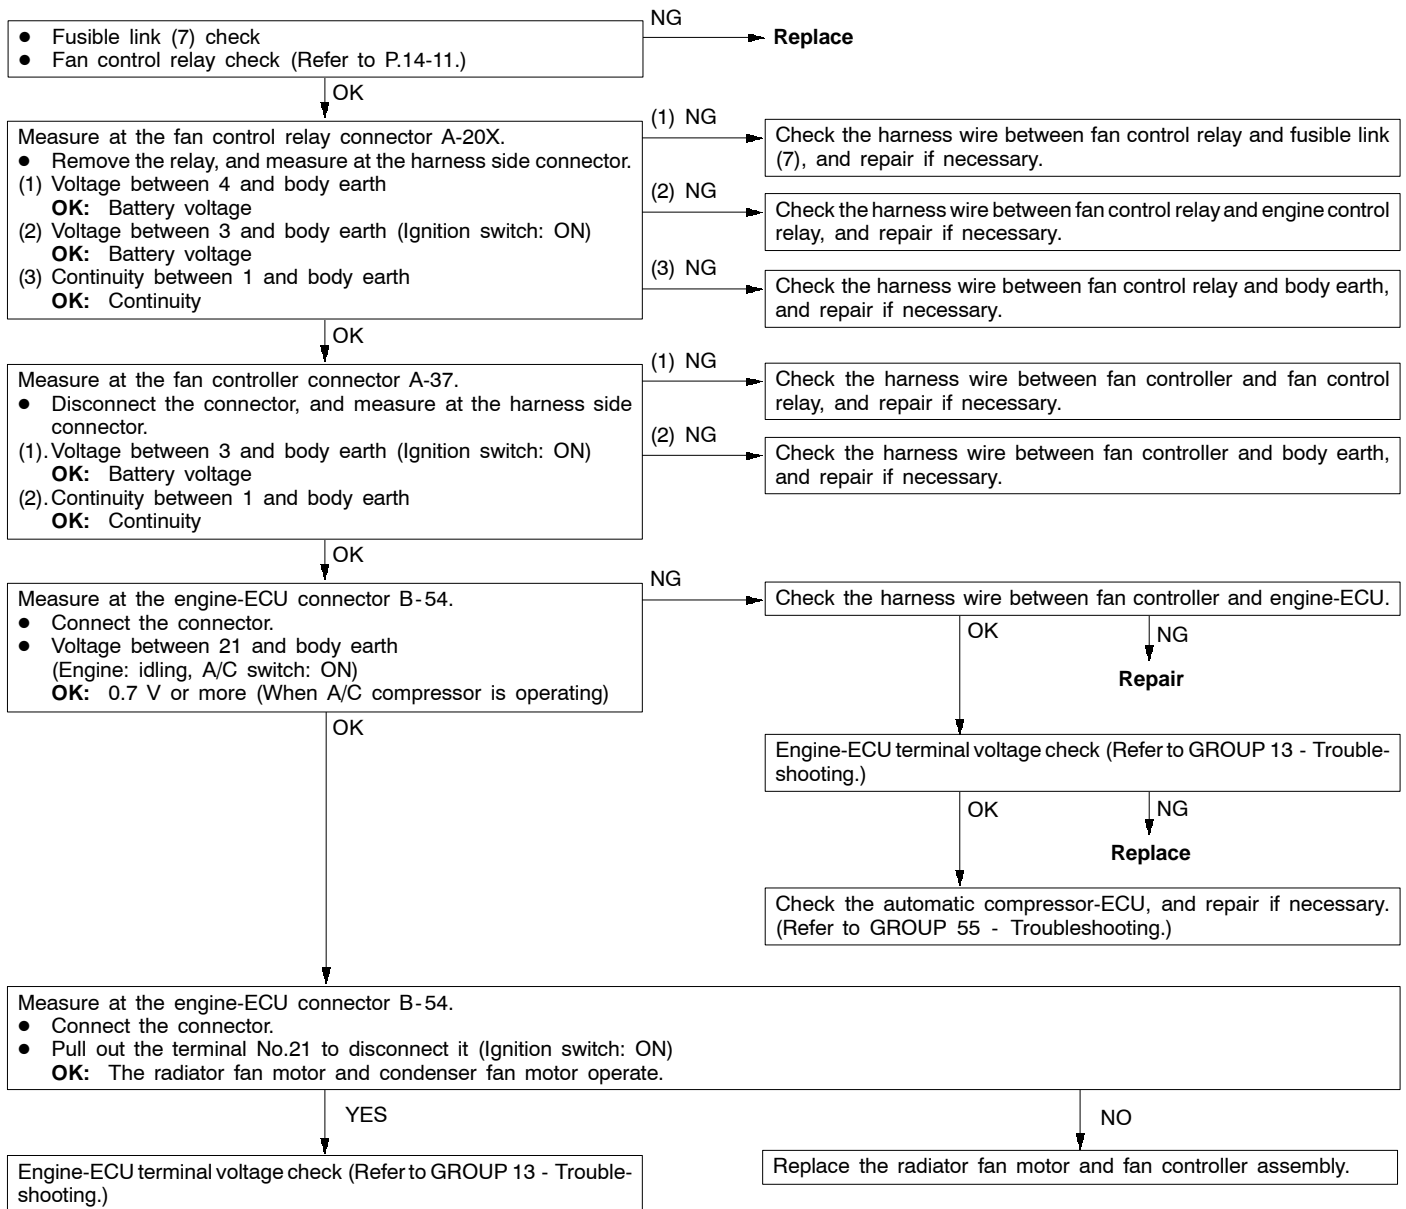 ● Fusible link (7) check
● Fan control relay check (Refer to P.14-11.)
NG
Replace
OK
Measure at the fan control relay connector A-20X.
● Remove the relay, and measure at the harness side connector.
(1) Voltage between 4 and body earth
OK: Battery voltage
(2) Voltage between 3 and body earth (Ignition switch: ON)
OK: Battery voltage
(3) Continuity between 1 and body earth
OK: Continuity
(1) NG
Check the harness wire between fan control relay and fusible link
(7), and repair if necessary.
(2) NG
Check the harness wire between fan control relay and engine control
relay, and repair if necessary.
(3) NG
Check the harness wire between fan control relay and body earth,
and repair if necessary.
OK
Measure at the fan controller connector A-37.
● Disconnect the connector, and measure at the harness side
connector.
(1). Voltage between 3 and body earth (Ignition switch: ON)
OK: Battery voltage
(2). Continuity between 1 and body earth
OK: Continuity
(1) NG
Check the harness wire between fan controller and fan control
relay, and repair if necessary.
(2) NG
Check the harness wire between fan controller and body earth,
and repair if necessary.
OK
Measure at the engine-ECU connector B-54.
● Connect the connector.
● Voltage between 21 and body earth
(Engine: idling, A/C switch: ON)
OK: 0.7 V or more (When A/C compressor is operating)
NG
Check the harness wire between fan controller and engine-ECU.
OK
NG
Repair
Engine-ECU terminal voltage check (Refer to GROUP 13 - Trouble-
shooting.)
OK
NG
Replace
Check the automatic compressor-ECU, and repair if necessary.
(Refer to GROUP 55 - Troubleshooting.)
OK
Measure at the engine-ECU connector B-54.
● Connect the connector.
● Pull out the terminal No.21 to disconnect it (Ignition switch: ON)
OK: The radiator fan motor and condenser fan motor operate.
YES
NO
Engine-ECU terminal voltage check (Refer to GROUP 13 - Trouble-
shooting.)
Replace the radiator fan motor and fan controller assembly.